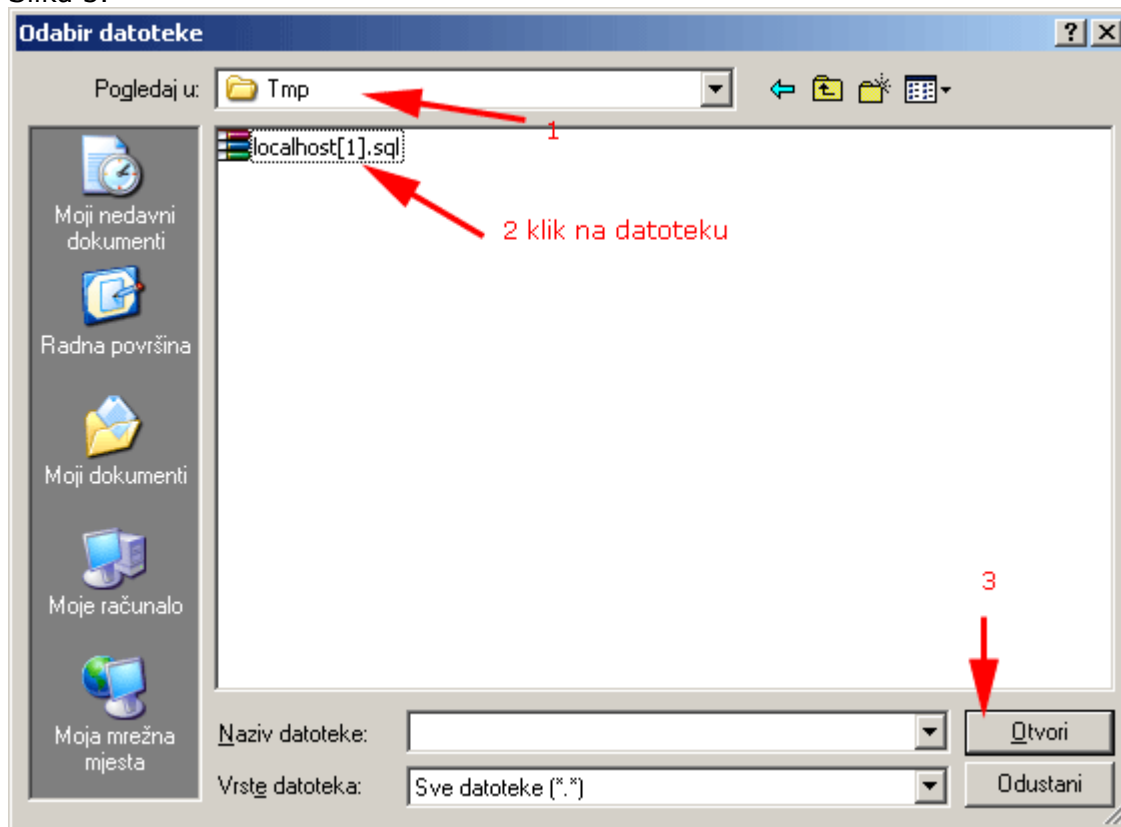 Odabir datoteke
Pogledaj u:
Tmp
1
localhost[1].sql
2 klik na datoteku
Moji nedavni
dokumenti
Radna površina
Moji dokumenti
Moje računalo
3
Moja mrežna
mjesta
Naziv datoteke:
Otvori
Vrste datoteka:
Sve datoteke (*.*)
Odustani